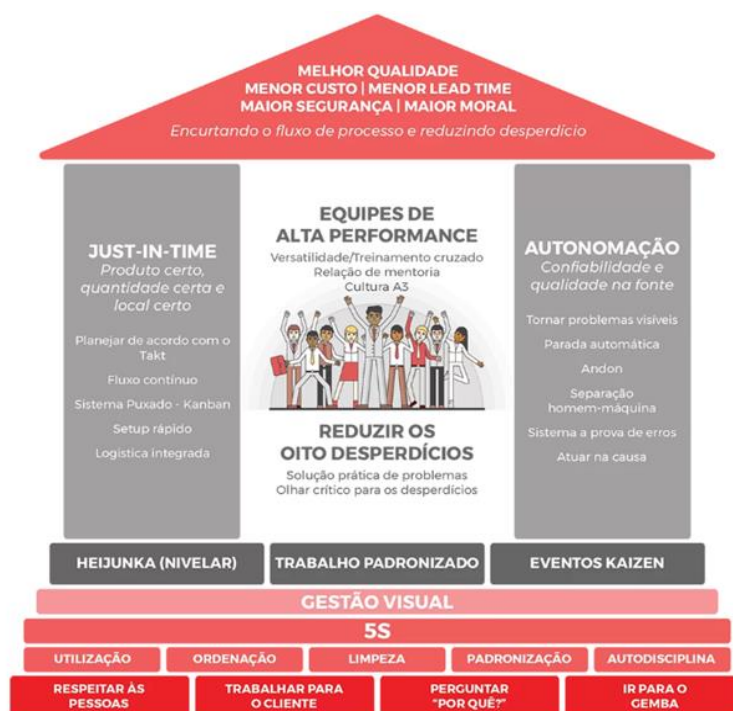 MELHOR QUALIDADE
MENOR CUSTO | MENOR LEAD TIME
MAIOR SEGURANÇA | MAIOR MORAL
Encurtando o fluxo de processo e reduzindo desperdício
JUST-IN-TIME
Produto certo,
quantidade certa e
local certo
Planejar de acordo com o
Takt
Fluxo contínuo
Sistema Puxado - Kanban
Setup rápido
Logística integrada
EQUIPES DE
ALTA PERFORMANCE
Versatilidade/Treinamento cruzado
Relação de mentoria
Cultura A3
REDUZIR OS
OITO DESPERDÍCIOS
Solução prática de problemas
Olhar crítico para os desperdícios
AUTONOMAÇÃO
Confiabilidade e
qualidade na fonte
Tornar problemas visíveis
Parada automática
Andon
Separação
homem-máquina
Sistema a prova de erros
Atuar na causa
HEIJUNKA (NIVELAR)
TRABALHO PADRONIZADO
EVENTOS KAIZEN
GESTÃO VISUAL
5S
UTILIZAÇÃO
ORDENAÇÃO
LIMPEZA
PADRONIZAÇÃO
AUTODISCIPLINA
RESPEITAR ÀS
PESSOAS
TRABALHAR PARA
O CLIENTE
PERGUNTAR
"POR QUÊ?"
IR PARA O
GEMBA